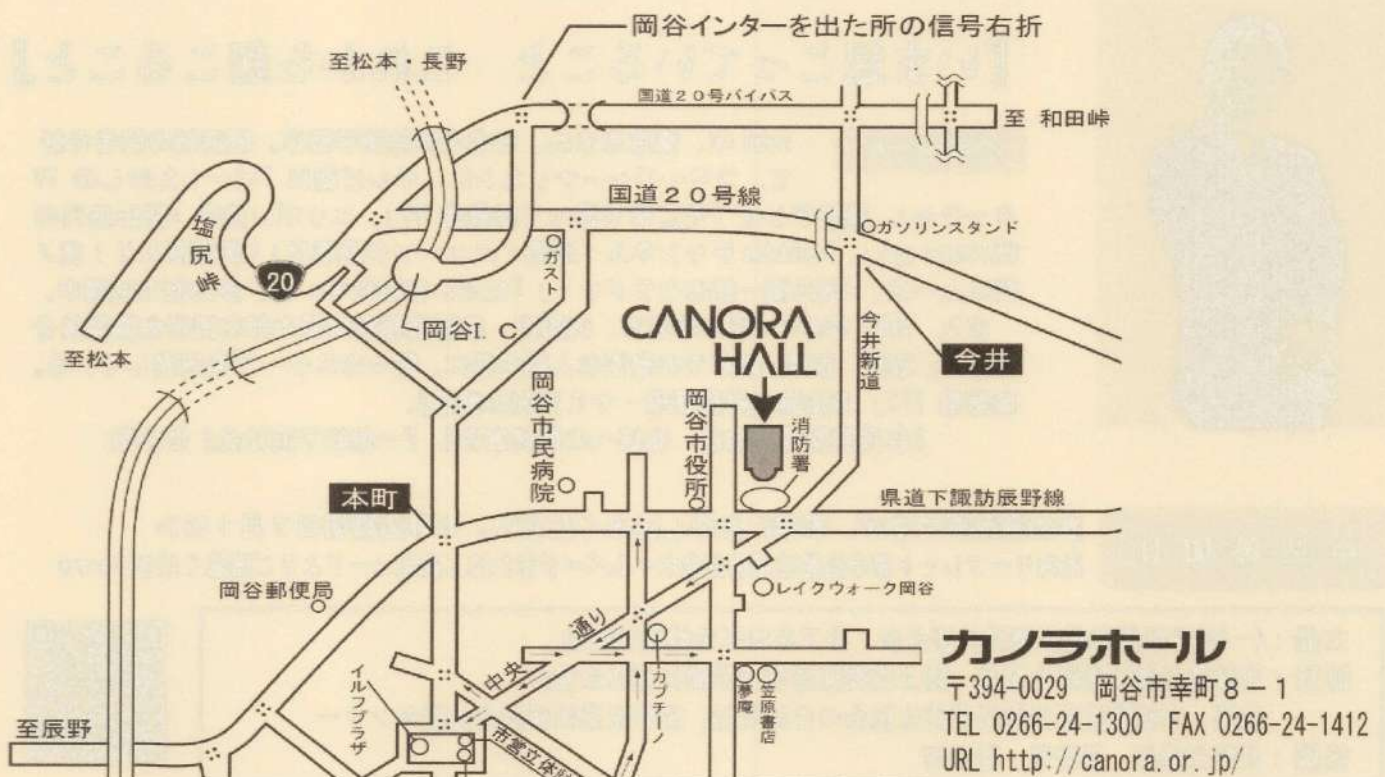 岡谷インターを出た所の信号右折
至松本・長野
国道20号バイパス
至 和田峠
国道20号線
ガソリンスタンド
塩尻峠
20
ガスト
岡谷I.C
至松本
CANORA
HALL
今井新道
今井
岡谷市民病院
岡谷市役所
消防署
本町
県道下諏訪辰野線
岡谷郵便局
レイクウォーク岡谷
中央通り
イルフプラザ
カプチーノ
夢庵
笠原書店
至辰野
市営立体駐
カノラホール
〒394-0029 岡谷市幸町8-1
TEL 0266-24-1300 FAX 0266-24-1412
URL http://canora.or.jp/